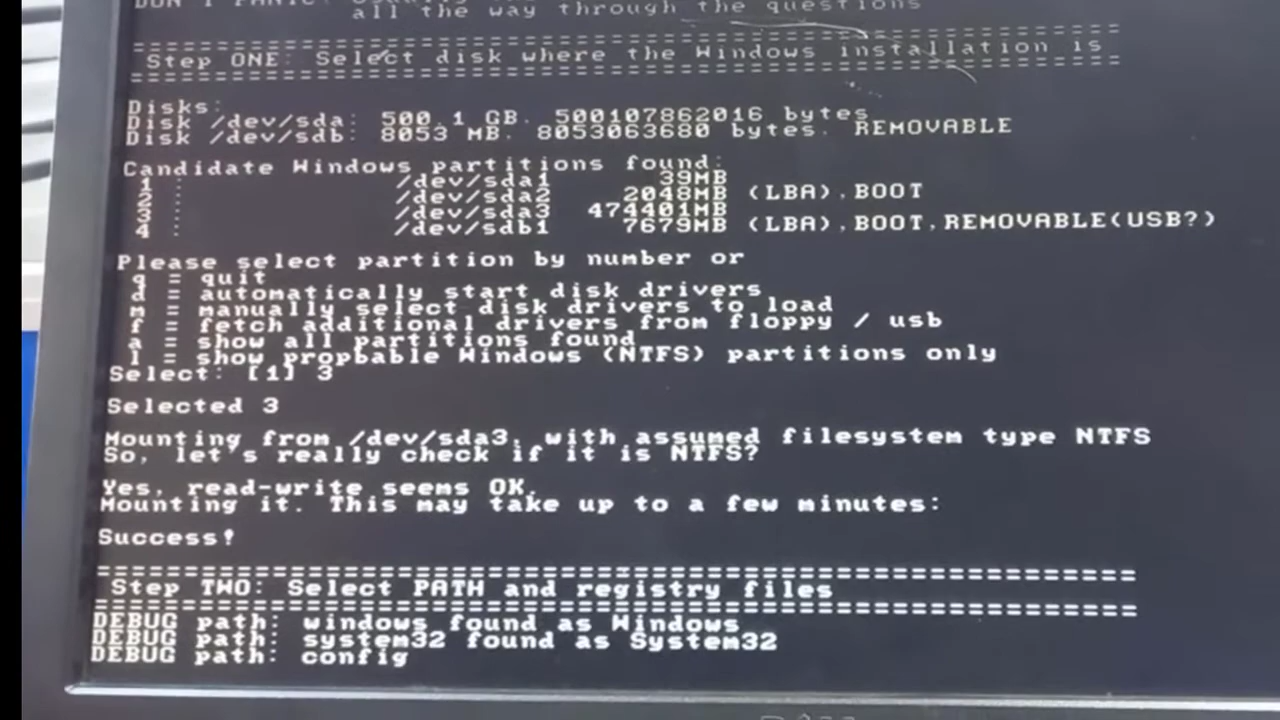 DON'T PANIC.
all the way through the questions
Step ONE: Select disk where the Windows installation is
Disks:
Disk /dev/sda: 500.1 GB, 500107862016 bytes
Disk /dev/sdb: 8053 MB, 8053063680 bytes. REMOVABLE
Candidate Windows partitions found:
1 : /dev/sda1 39MB
2 : /dev/sda2 2048MB (LBA),BOOT
3 : /dev/sda3 474401MB
4 : /dev/sdb1 7679MB (LBA),BOOT,REMOVABLE(USB?)
Please select partition by number or
q = quit
d = automatically start disk drivers
m = manually select disk drivers to load
f = fetch additional drivers from floppy / usb
a = show all partitions found
l = show propbable Windows (NTFS) partitions only
Select: [1] 3
Selected 3
Mounting from /dev/sda3, with assumed filesystem type NTFS
So, let's really check if it is NTFS?
Yes, read-write seems OK.
Mounting it. This may take up to a few minutes:
Success!
Step TWO: Select PATH and registry files
DEBUG path: windows found as Windows
DEBUG path: system32 found as System32
DEBUG path: config